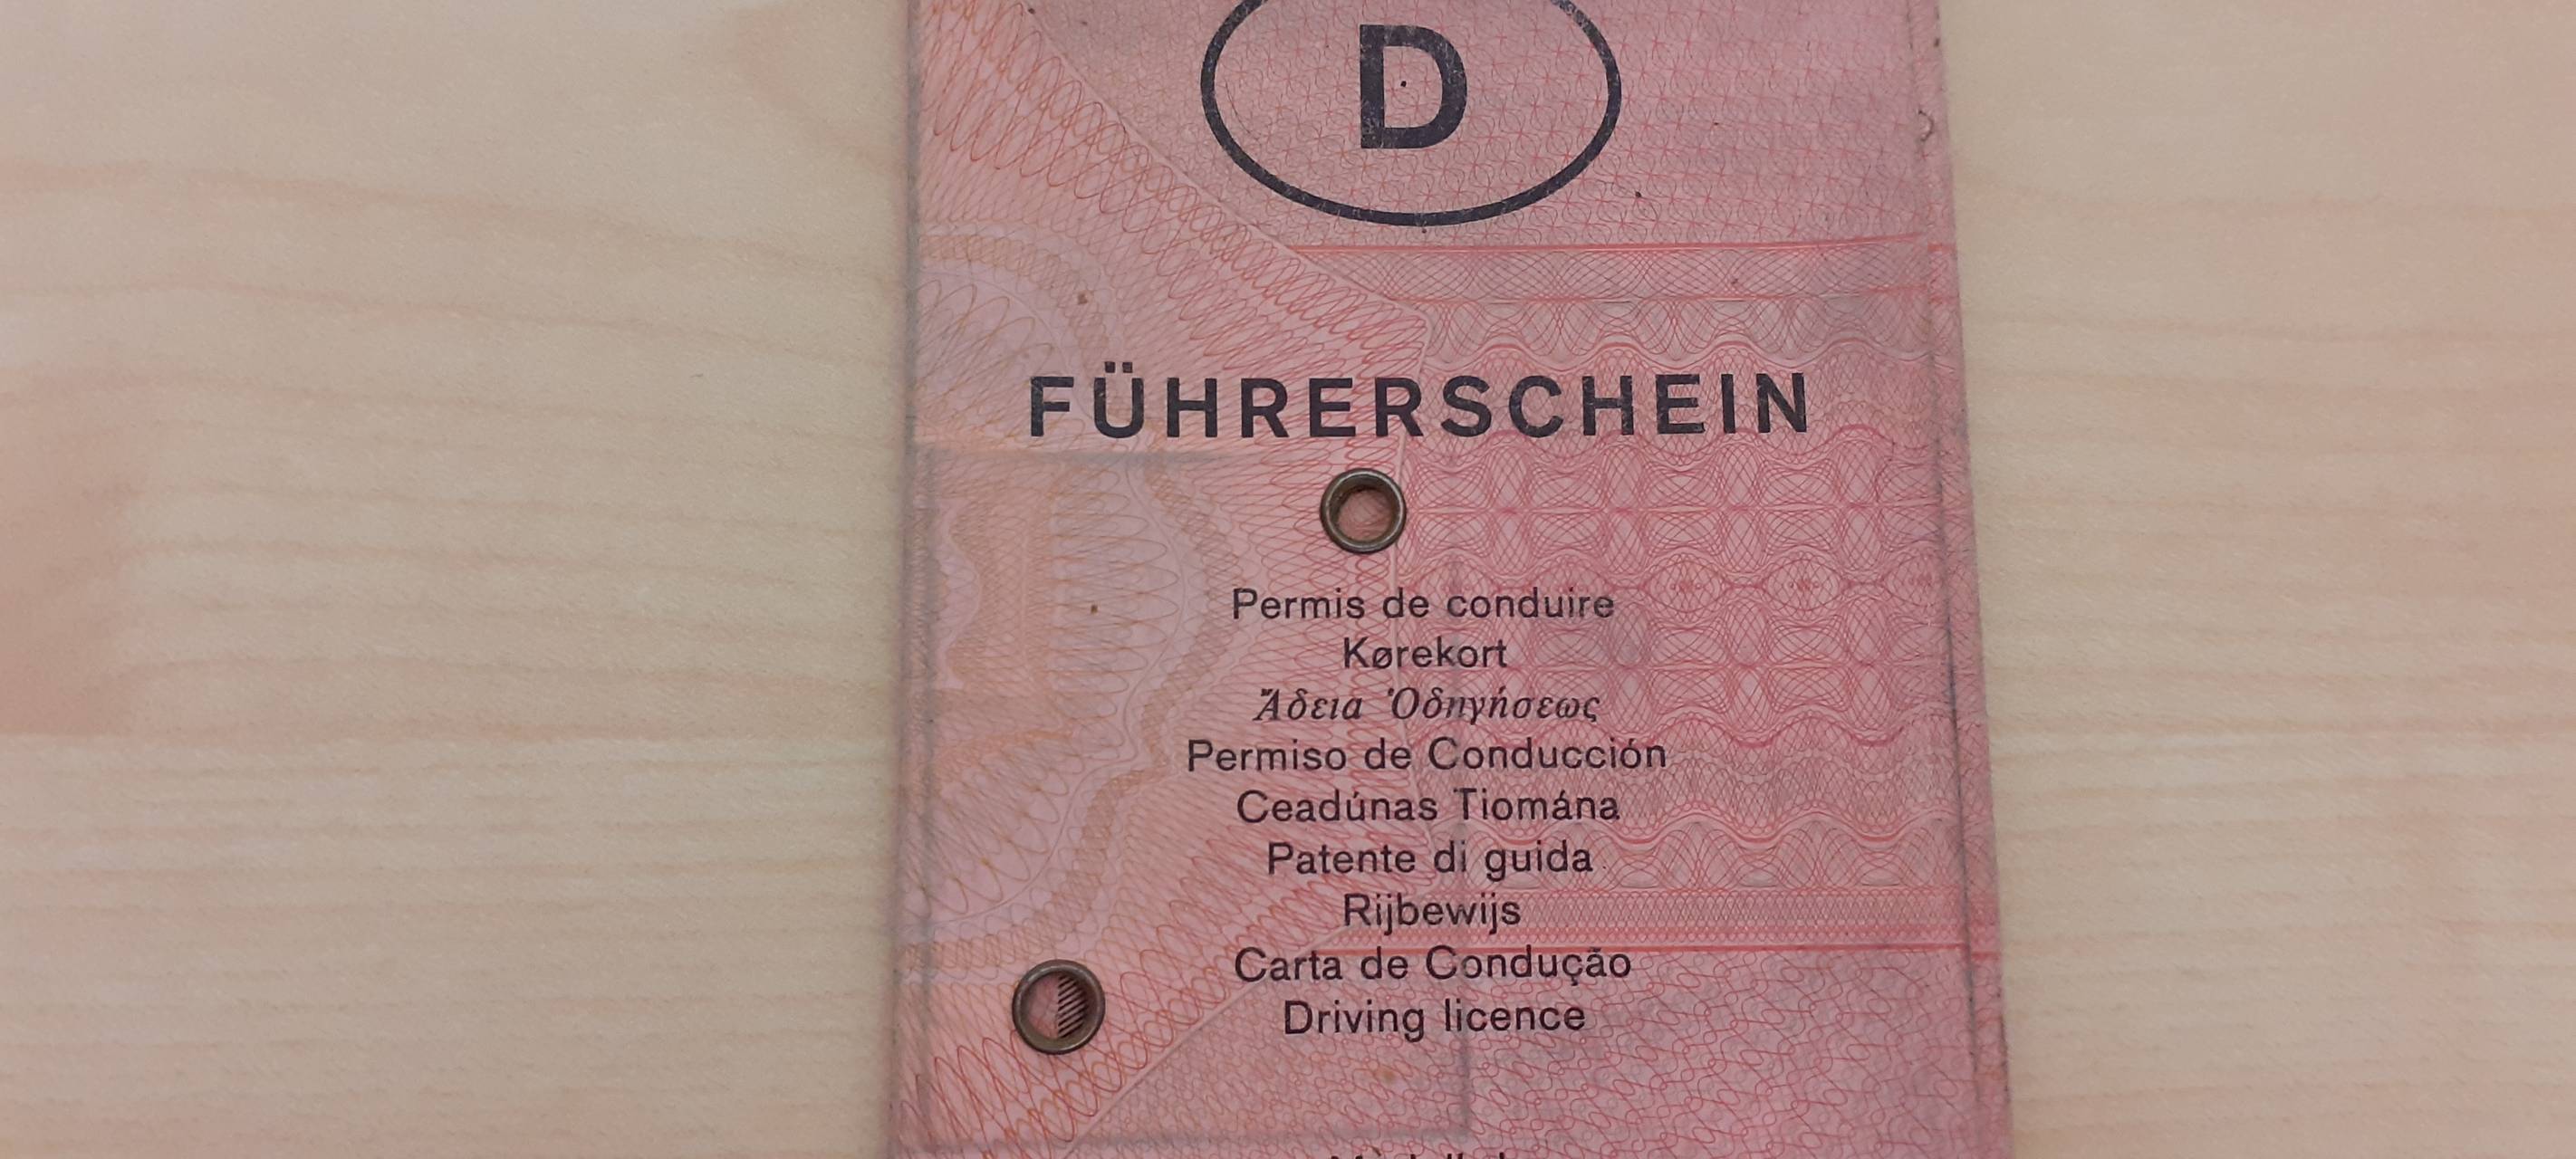 D
FÜHRERSCHEIN
Permis de conduire
Kørekort
Ἄδεια Ὁδηγήσεως
Permiso de Conducción
Ceadúnas Tiomána
Patente di guida
Rijbewijs
Carta de Condução
Driving licence